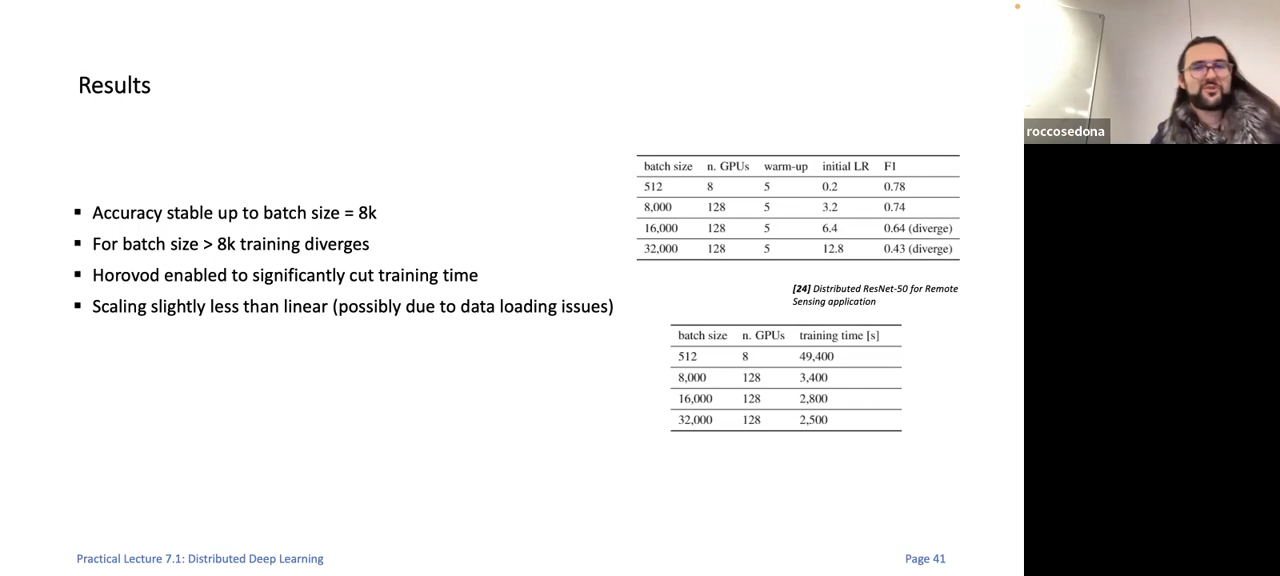 Results
▪ Accuracy stable up to batch size = 8k
▪ For batch size > 8k training diverges
▪ Horovod enabled to significantly cut training time
▪ Scaling slightly less than linear (possibly due to data loading issues)
batch size n. GPUs warm-up initial LR F1
512 8 5 0.2 0.78
8,000 128 5 3.2 0.74
16,000 128 5 6.4 0.64 (diverge)
32,000 128 5 12.8 0.43 (diverge)
[24] Distributed ResNet-50 for Remote
Sensing application
batch size n. GPUs training time [s]
512 8 49,400
8,000 128 3,400
16,000 128 2,800
32,000 128 2,500
Practical Lecture 7.1: Distributed Deep Learning
Page 41
roccosedona